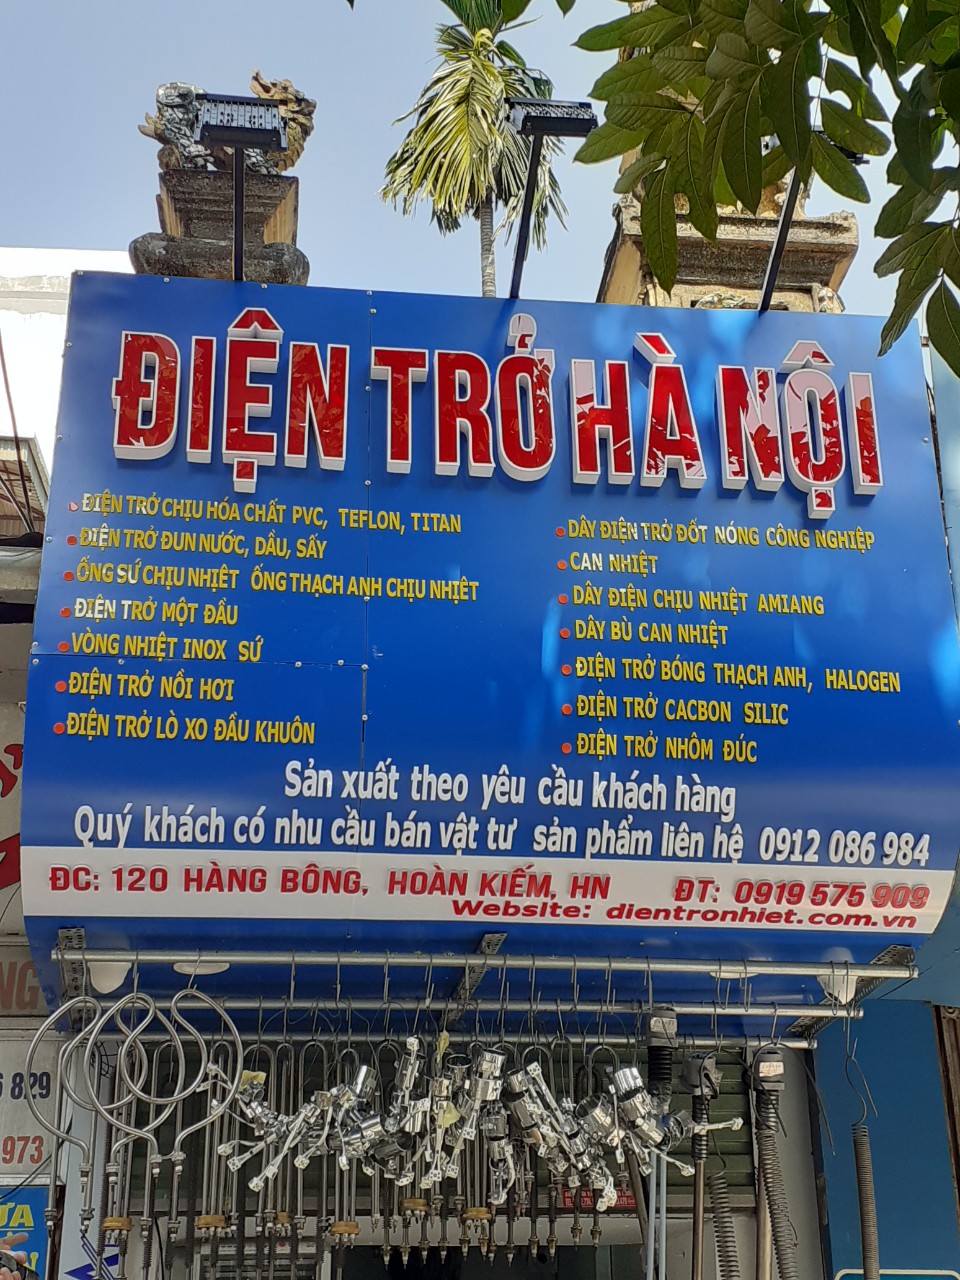 ĐIỆN TRỞ HÀ NỘI
ĐIỆN TRỞ CHỊU HÓA CHẤT PVC, TEFLON, TITAN
ĐIỆN TRỞ ĐUN NƯỚC, DẦU, SẤY
ỐNG SỨ CHỊU NHIỆT ỐNG THẠCH ANH CHỊU NHIỆT
ĐIỆN TRỞ MỘT ĐẦU
VÒNG NHIỆT INOX SỨ
ĐIỆN TRỞ NỒI HƠI
ĐIỆN TRỞ LÒ XO ĐẦU KHUÔN
DÂY ĐIỆN TRỞ ĐỐT NÓNG CÔNG NGHIỆP
CAN NHIỆT
DÂY ĐIỆN CHỊU NHIỆT AMIANG
DÂY BÙ CAN NHIỆT
ĐIỆN TRỞ BÓNG THẠCH ANH, HALOGEN
ĐIỆN TRỞ CACBON SILIC
ĐIỆN TRỞ NHÔM ĐÚC
Sản xuất theo yêu cầu khách hàng
Quý khách có nhu cầu bán vật tư sản phẩm liên hệ 0912 086 984
ĐC: 120 HÀNG BÔNG, HOÀN KIẾM, HN ĐT: 0919 575 909
Website: dientronhiet.com.vn
NG
6 829
973